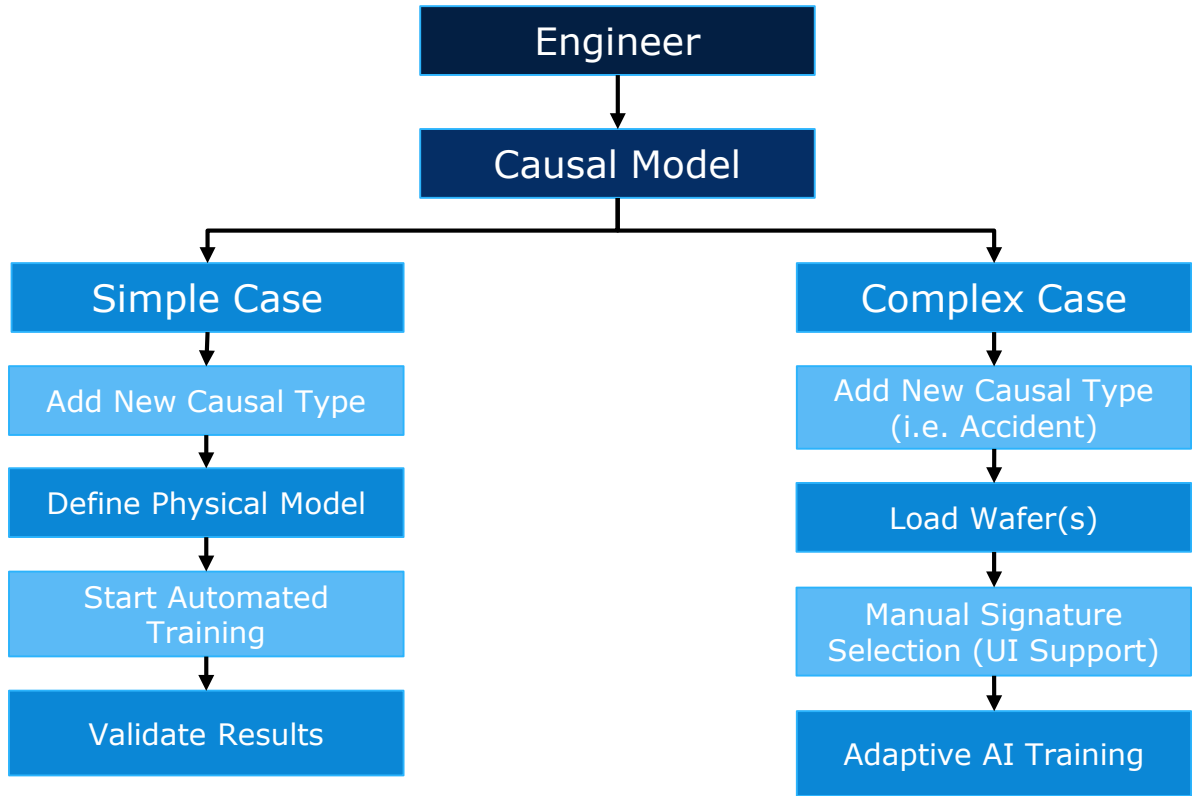 Engineer
Causal Model
Simple Case
Add New Causal Type
Define Physical Model
Start Automated
Training
Validate Results
Complex Case
Add New Causal Type
(i.e. Accident)
Load Wafer(s)
Manual Signature
Selection (UI Support)
Adaptive AI Training